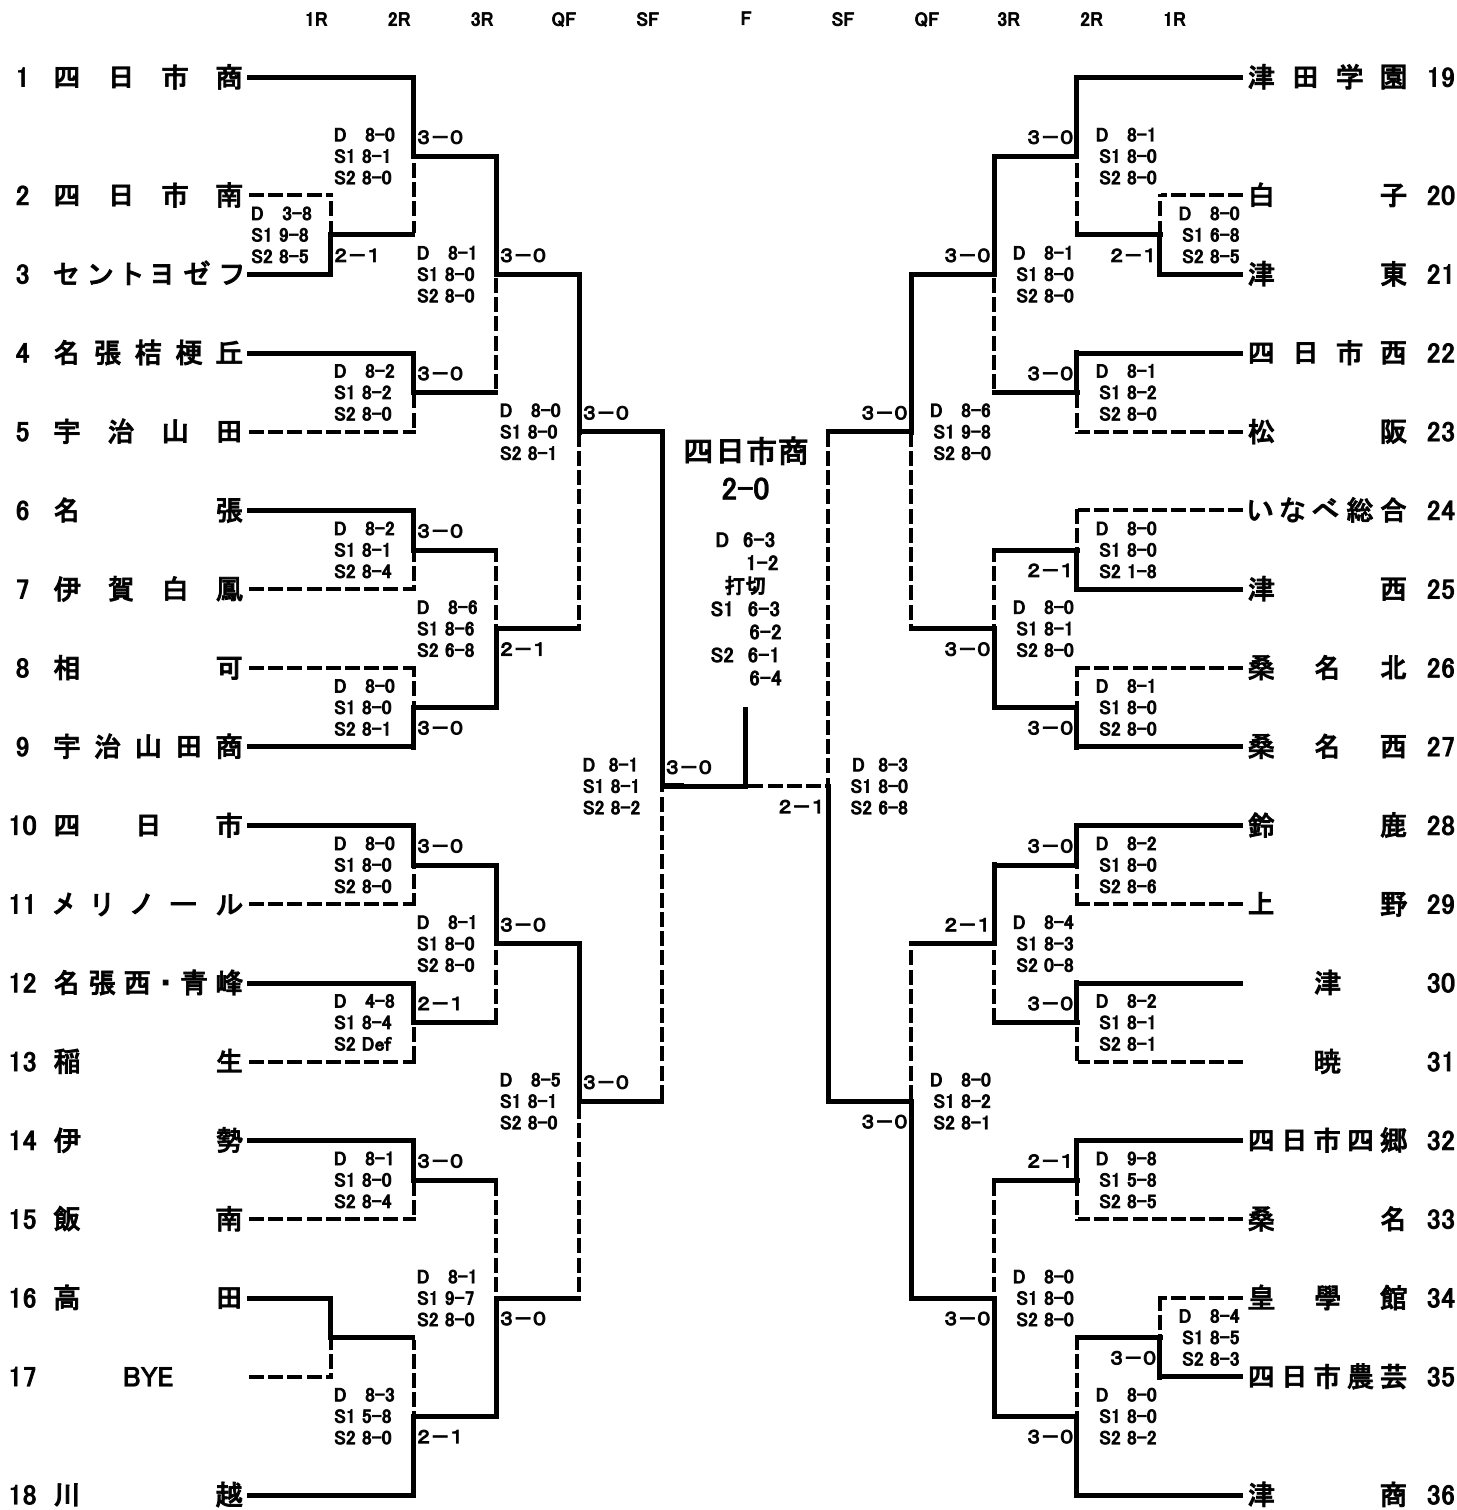 1R 2R 3R QF SF F SF QF 3R 2R 1R
1 四日市商
2 四日市南
3 セントヨゼフ
4 名張桔梗丘
5 宇治山田
6 名張
7 伊賀白鳳
8 相可
9 宇治山田商
10 四日市
11 メリノール
12 名張西・青峰
13 稲生
14 伊勢
15 飯南
16 高田
17 BYE
18 川越
D 3-8
S1 9-8
S2 8-5
2-1
D 8-0
S1 8-1
S2 8-0
3-0
D 8-2
S1 8-2
S2 8-0
3-0
D 8-2
S1 8-1
S2 8-4
3-0
D 8-0
S1 8-0
S2 8-1
3-0
D 8-0
S1 8-0
S2 8-0
3-0
D 4-8
S1 8-4
S2 Def
2-1
D 8-1
S1 8-0
S2 8-4
3-0
D 8-3
S1 5-8
S2 8-0
2-1
D 8-1
S1 8-0
S2 8-0
3-0
D 8-6
S1 8-6
S2 6-8
2-1
D 8-1
S1 8-0
S2 8-0
3-0
D 8-1
S1 9-7
S2 8-0
3-0
D 8-0
S1 8-0
S2 8-1
3-0
D 8-5
S1 8-1
S2 8-0
3-0
D 8-1
S1 8-1
S2 8-2
3-0
四日市商
2-0
D 6-3
1-2
打切
S1 6-3
6-2
S2 6-1
6-4
2-1
D 8-3
S1 8-0
S2 6-8
3-0
D 8-6
S1 9-8
S2 8-0
3-0
D 8-0
S1 8-2
S2 8-1
3-0
D 8-1
S1 8-0
S2 8-0
3-0
D 8-0
S1 8-1
S2 8-0
2-1
D 8-4
S1 8-3
S2 0-8
3-0
D 8-0
S1 8-0
S2 8-0
3-0
D 8-1
S1 8-0
S2 8-0
3-0
D 8-1
S1 8-2
S2 8-0
2-1
D 8-0
S1 8-0
S2 1-8
3-0
D 8-1
S1 8-0
S2 8-0
3-0
D 8-2
S1 8-0
S2 8-6
3-0
D 8-2
S1 8-1
S2 8-1
2-1
D 9-8
S1 5-8
S2 8-5
3-0
D 8-0
S1 8-0
S2 8-2
2-1
D 8-0
S1 6-8
S2 8-5
3-0
D 8-4
S1 8-5
S2 8-3
津田学園 19
白子 20
津東 21
四日市西 22
松阪 23
いなべ総合 24
津西 25
桑名北 26
桑名西 27
鈴鹿 28
上野 29
津 30
暁 31
四日市四郷 32
桑名 33
皇學館 34
四日市農芸 35
津商 36